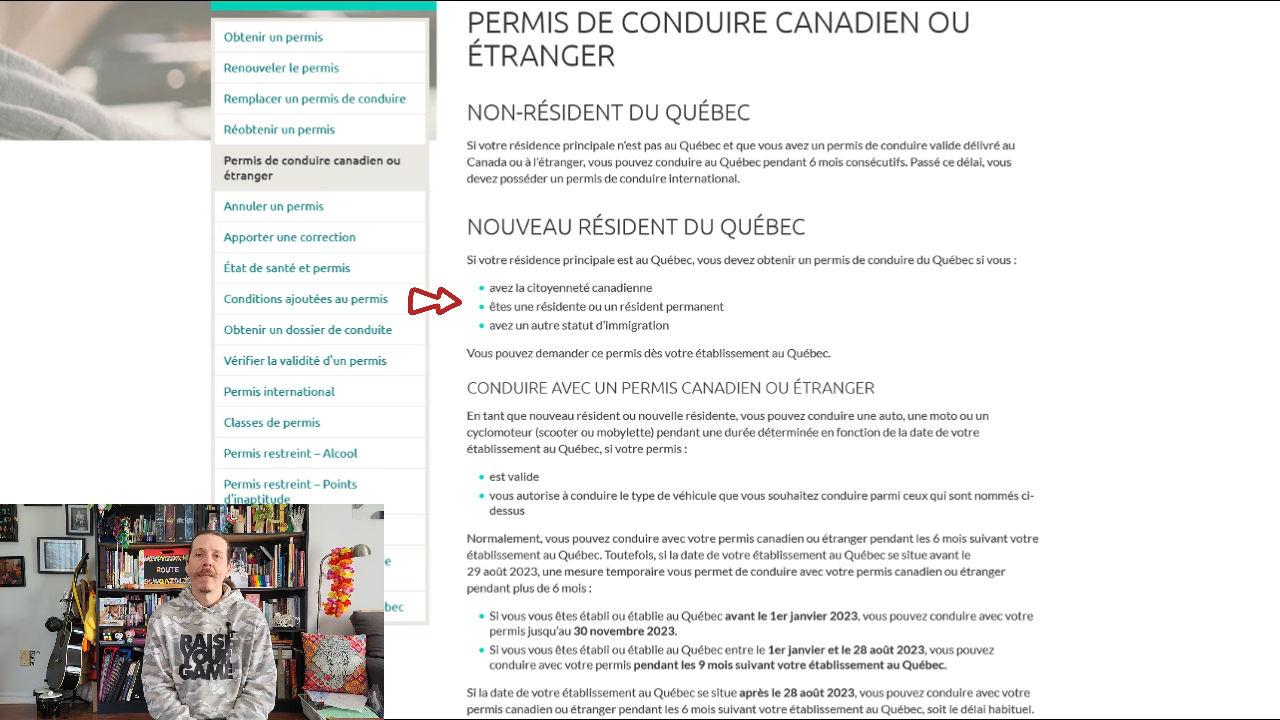 Obtenir un permis
Renouveler le permis
Remplacer un permis de conduire
Réobtenir un permis
Permis de conduire canadien ou
étranger
Annuler un permis
Apporter une correction
État de santé et permis
Conditions ajoutées au permis
Obtenir un dossier de conduite
Vérifier la validité d'un permis
Permis international
Classes de permis
Permis restreint – Alcool
Permis restreint – Points
d'inaptitude
e
bec
PERMIS DE CONDUIRE CANADIEN OU
ÉTRANGER
NON-RÉSIDENT DU QUÉBEC
Si votre résidence principale n'est pas au Québec et que vous avez un permis de conduire valide délivré au
Canada ou à l'étranger, vous pouvez conduire au Québec pendant 6 mois consécutifs. Passé ce délai, vous
devez posséder un permis de conduire international.
NOUVEAU RÉSIDENT DU QUÉBEC
Si votre résidence principale est au Québec, vous devez obtenir un permis de conduire du Québec si vous :
avez la citoyenneté canadienne
êtes une résidente ou un résident permanent
avez un autre statut d'immigration
Vous pouvez demander ce permis dès votre établissement au Québec.
CONDUIRE AVEC UN PERMIS CANADIEN OU ÉTRANGER
En tant que nouveau résident ou nouvelle résidente, vous pouvez conduire une auto, une moto ou un
cyclomoteur (scooter ou mobylette) pendant une durée déterminée en fonction de la date de votre
établissement au Québec, si votre permis :
est valide
vous autorise à conduire le type de véhicule que vous souhaitez conduire parmi ceux qui sont nommés ci-
dessus
Normalement, vous pouvez conduire avec votre permis canadien ou étranger pendant les 6 mois suivant votre
établissement au Québec. Toutefois, si la date de votre établissement au Québec se situe avant le
29 août 2023, une mesure temporaire vous permet de conduire avec votre permis canadien ou étranger
pendant plus de 6 mois :
Si vous vous êtes établi ou établie au Québec avant le 1er janvier 2023, vous pouvez conduire avec votre
permis jusqu'au 30 novembre 2023.
Si vous vous êtes établi ou établie au Québec entre le 1er janvier et le 28 août 2023, vous pouvez
conduire avec votre permis pendant les 9 mois suivant votre établissement au Québec.
Si la date de votre établissement au Québec se situe après le 28 août 2023, vous pouvez conduire avec votre
permis canadien ou étranger pendant les 6 mois suivant votre établissement au Québec, soit le délai habituel.
ROUTE
RAISE
YOUR
GAME